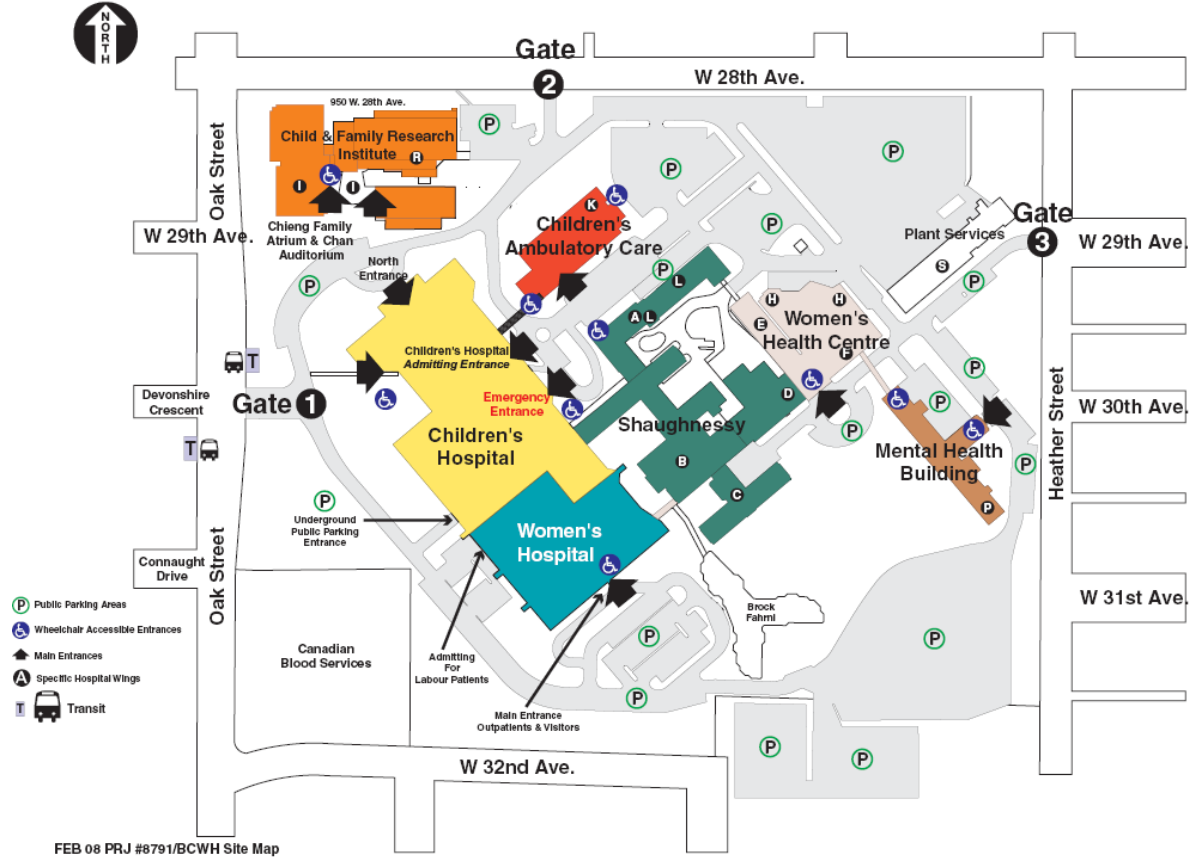 NORTH
Gate
2
W 28th Ave.
950 W. 28th Ave.
Child & Family Research
Institute
R
I
I
Chieng Family
Atrium & Chan
Auditorium
Oak Street
W 29th Ave.
North
Entrance
K
Children's
Ambulatory Care
P
P
P
P
P
P
P
Plant Services
S
Gate
3
W 29th Ave.
L
A L
H
H
E
Women's
Health Centre
F
Children's Hospital
Admitting Entrance
T
Devonshire
Crescent
Gate 1
Emergency
Entrance
D
Shaughnessy
P
P
W 30th Ave.
Heather Street
T
Children's
Hospital
B
C
Mental Health
Building
P
P
P
P
Underground
Public Parking
Entrance
Women's
Hospital
Oak Street
Connaught
Drive
W 31st Ave.
Brock
Fahrni
P Public Parking Areas
Wheelchair Accessible Entrances
Main Entrances
A Specific Hospital Wings
T Transit
Canadian
Blood Services
Admitting
For
Labour Patients
P
P
P
Main Entrance
Outpatients & Visitors
P
P
W 32nd Ave.
FEB 08 PRJ #8791/BCWH Site Map